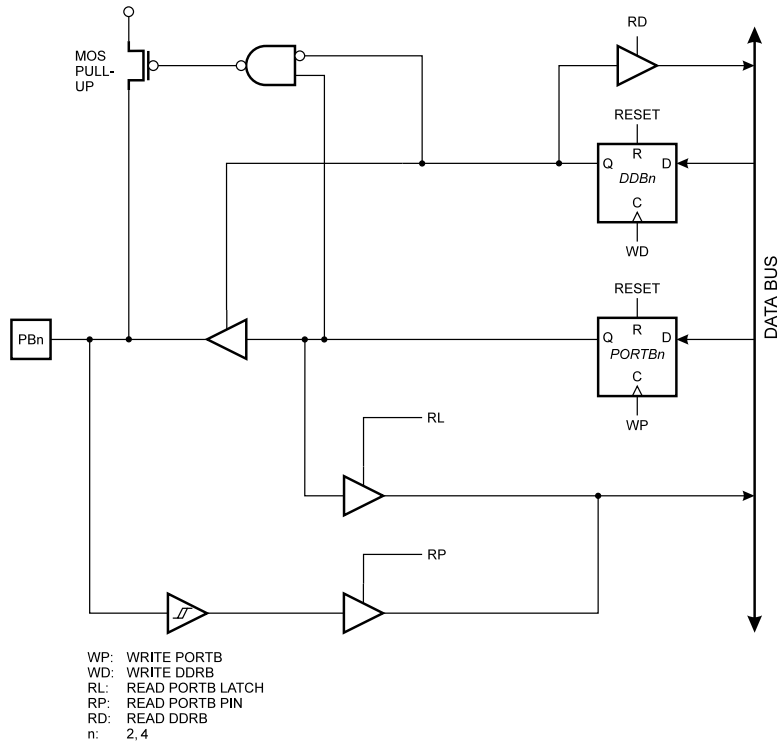 RD
MOS
PULL-
UP
RESET
R
Q
D
DDBn
C
WD
DATA BUS
RESET
R
PBn
Q
D
PORTBn
C
WP
RL
RP
WP: WRITE PORTB
WD: WRITE DDRB
RL: READ PORTB LATCH
RP: READ PORTB PIN
RD: READ DDRB
n: 2, 4